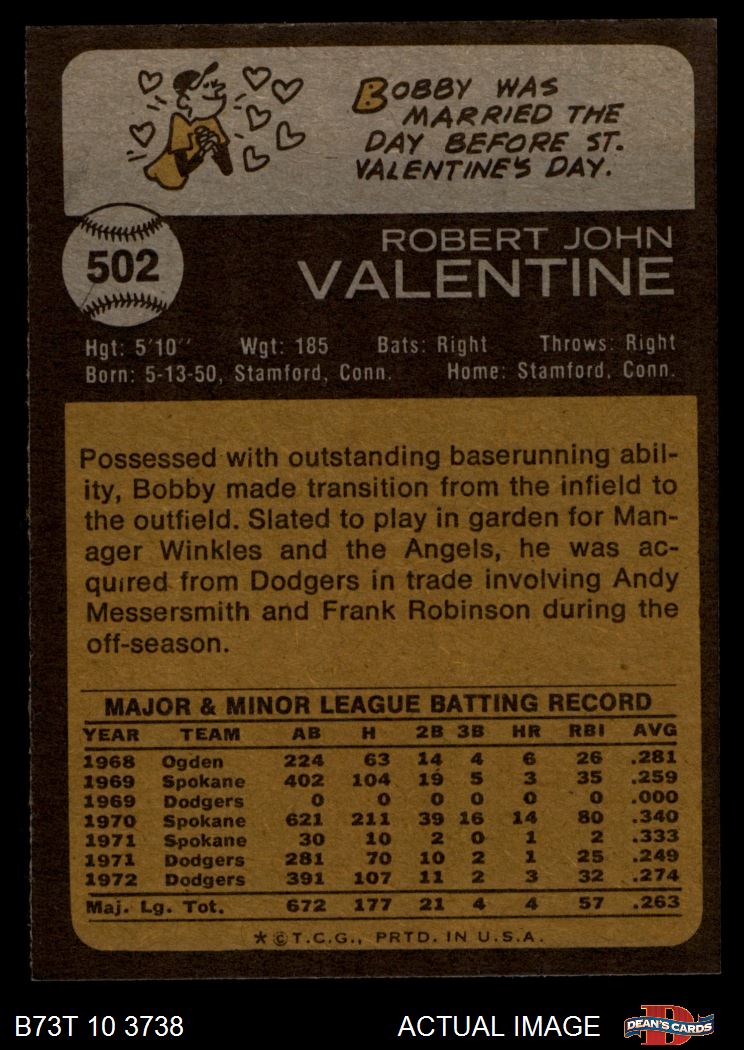 BOBBY WAS
MARRIED THE
DAY BEFORE ST.
VALENTINE'S DAY.
502
ROBERT JOHN
VALENTINE
Hgt: 5'10" Wgt: 185 Bats: Right Throws: Right
Born: 5-13-50, Stamford, Conn. Home: Stamford, Conn.
Possessed with outstanding baserunning abil-
ity, Bobby made transition from the infield to
the outfield. Slated to play in garden for Man-
ager Winkles and the Angels, he was ac-
quired from Dodgers in trade involving Andy
Messersmith and Frank Robinson during the
off-season.
MAJOR & MINOR LEAGUE BATTING RECORD
YEAR TEAM AB H 2B 3B HR RBI AVG
1968 Ogden 224 63 14 4 6 26 .281
1969 Spokane 402 104 19 5 3 35 .259
1969 Dodgers 0 0 0 0 0 0 .000
1970 Spokane 621 211 39 16 14 80 .340
1971 Spokane 30 10 2 0 1 2 .333
1971 Dodgers 281 70 10 2 1 25 .249
1972 Dodgers 391 107 11 2 3 32 .274
Maj. Lg. Tot. 672 177 21 4 4 57 .263
*©T.C.G., PRTD. IN U.S.A.
B73T 10 3738 ACTUAL IMAGE D DEAN'S CARDS